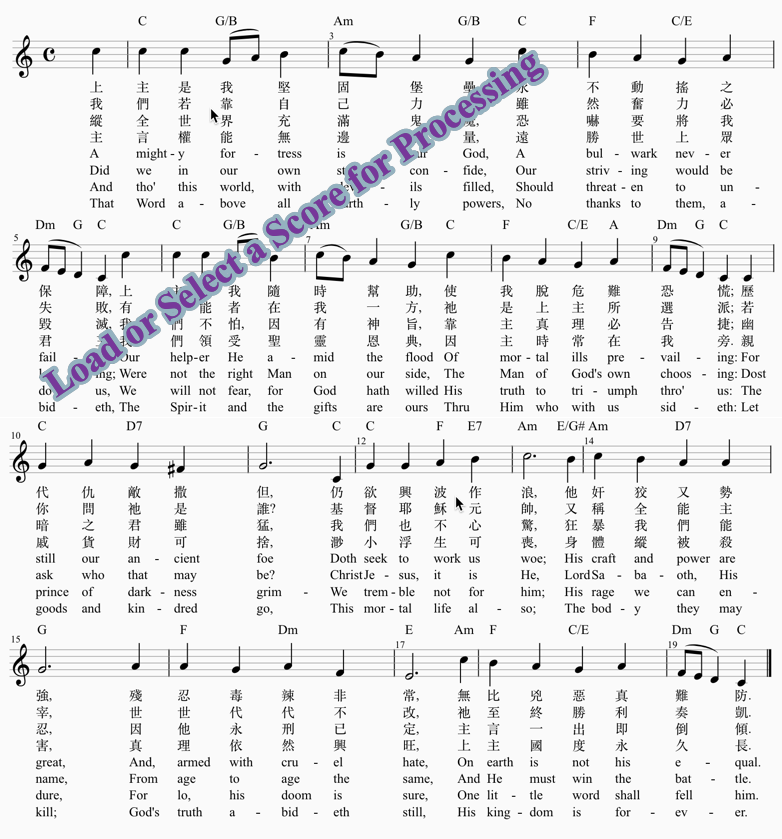 C G/B Am G/B C F C/E
3
上 主 是 我 堅 固 堡 壘 永 不 動 搖 之
我 們 若 靠 自 己 力 雖 然 奮 力 必
縱 全 世 界 充 滿 鬼 魔, 恐 嚇 要 將 我
主 言 權 能 無 邊 量, 遠 勝 世 上 眾
A might-y for-tress is our God, A bul-wark nev-er
Did we in our own con-fide, Our striv-ing would be
And tho' this world, with dev-ils filled, Should threat-en to un-
That Word a-bove all earth-ly powers, No thanks to them, a-
Load or Select a Score for Processing
Dm G C C G/B Am G/B C F C/E A Dm G C
5 7 9
保 障, 上 我 隨 時 幫 助, 使 我 脫 危 難 恐 慌; 歷
失 敗, 有 能 者 在 我 一 方, 祂 是 上 主 所 選 派; 若
毀 滅, 我 們 不 怕, 因 有 神 旨, 靠 主 真 理 必 告 捷; 幽
君 們 領 受 聖 靈 恩 典, 因 主 時 常 在 我 旁. 親
fail- Our help-er He a-mid the flood Of mor-tal ills pre-vail-ing: For
ing; Were not the right Man on our side, The Man of God's own choos-ing: Dost
do us, We will not fear, for God hath willed His truth to tri-umph thro' us: The
bid-eth, The Spir-it and the gifts are ours Thru Him who with us sid-eth: Let
C D7 G C C F E7 Am E/G# Am D7
10 12 14
代 仇 敵 撒 但, 仍 欲 興 波 作 浪, 他 奸 狡 又 勢
你 問 祂 是 誰? 基 督 耶 穌 元 帥, 又 稱 全 能 主
暗 之 君 雖 猛, 我 們 也 不 心 驚, 狂 暴 我 們 能
戚 貨 財 可 捨, 渺 小 浮 生 可 喪, 身 體 縱 被 殺
still our an-cient foe Doth seek to work us woe; His craft and power are
ask who that may be? Christ Je-sus, it is He, Lord Sa-ba-oth, His
prince of dark-ness grim- We trem-ble not for him; His rage we can en-
goods and kin-dred go, This mor-tal life al-so; The bod-y they may
G F Dm E Am F C/E Dm G C
15 17 19
強, 殘 忍 毒 辣 非 常, 無 比 兇 惡 真 難 防.
宰, 世 世 代 代 不 改, 祂 至 終 勝 利 奏 凱.
忍, 因 他 永 刑 已 定, 主 言 一 出 即 倒 傾.
害, 真 理 依 然 興 旺, 上 主 國 度 永 久 長.
great, And, armed with cru-el hate, On earth is not his e-qual.
name, From age to age the same, And He must win the bat-tle.
dure, For lo, his doom is sure, One lit-tle word shall fell him.
kill; God's truth a-bid-eth still, His king-dom is for-ev-er.